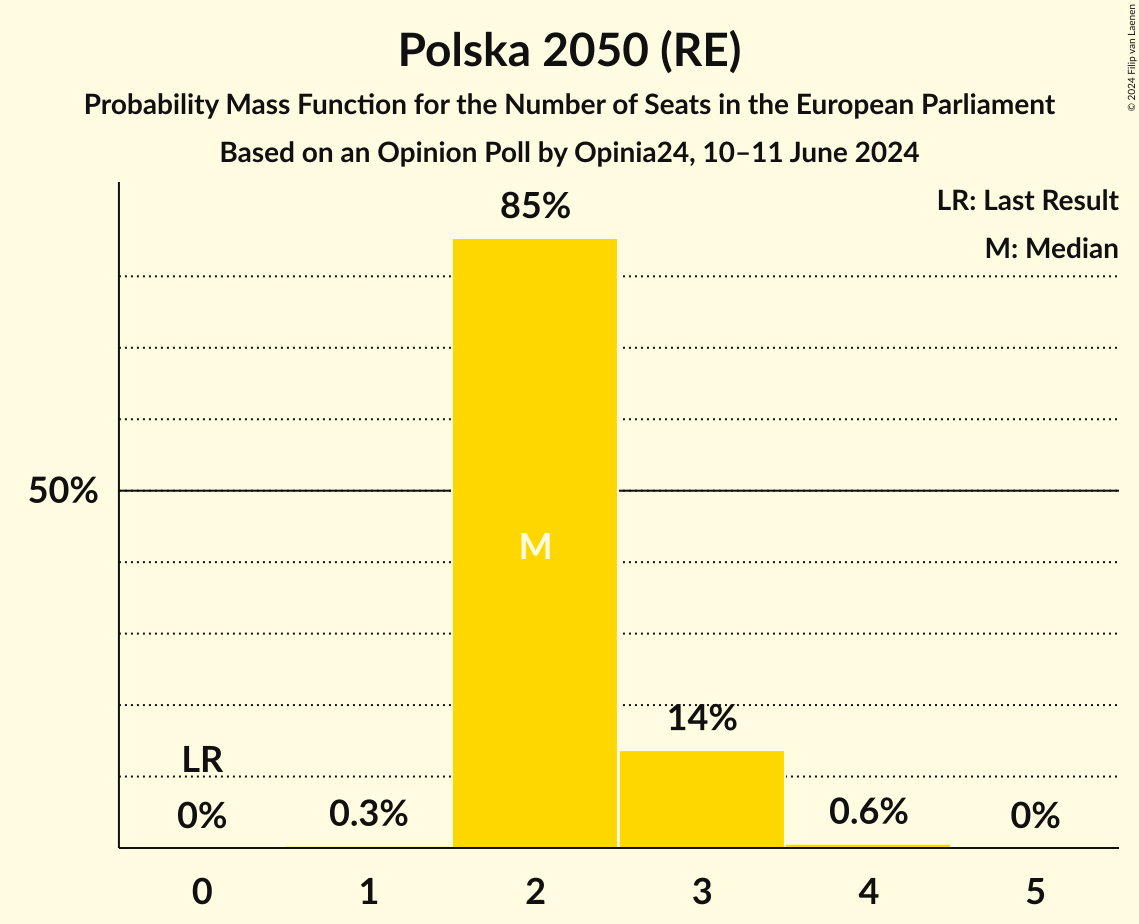 Polska 2050 (RE)
Probability Mass Function for the Number of Seats in the European Parliament
Based on an Opinion Poll by Opinia24, 10–11 June 2024
© 2024 Filip van Laenen
LR: Last Result
M: Median
85%
50%
M
14%
LR
0%
0.3%
0.6%
0%
0
1
2
3
4
5